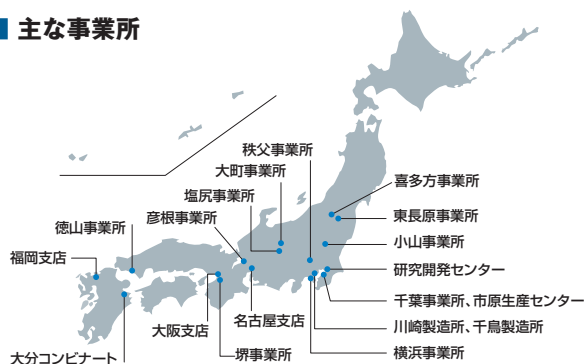 主な事業所
秩父事業所
大町事業所
塩尻事業所
彦根事業所
徳山事業所
福岡支店
喜多方事業所
東長原事業所
小山事業所
研究開発センター
千葉事業所、市原生産センター
川崎製造所、千鳥製造所
横浜事業所
名古屋支店
大阪支店
堺事業所
大分コンビナート